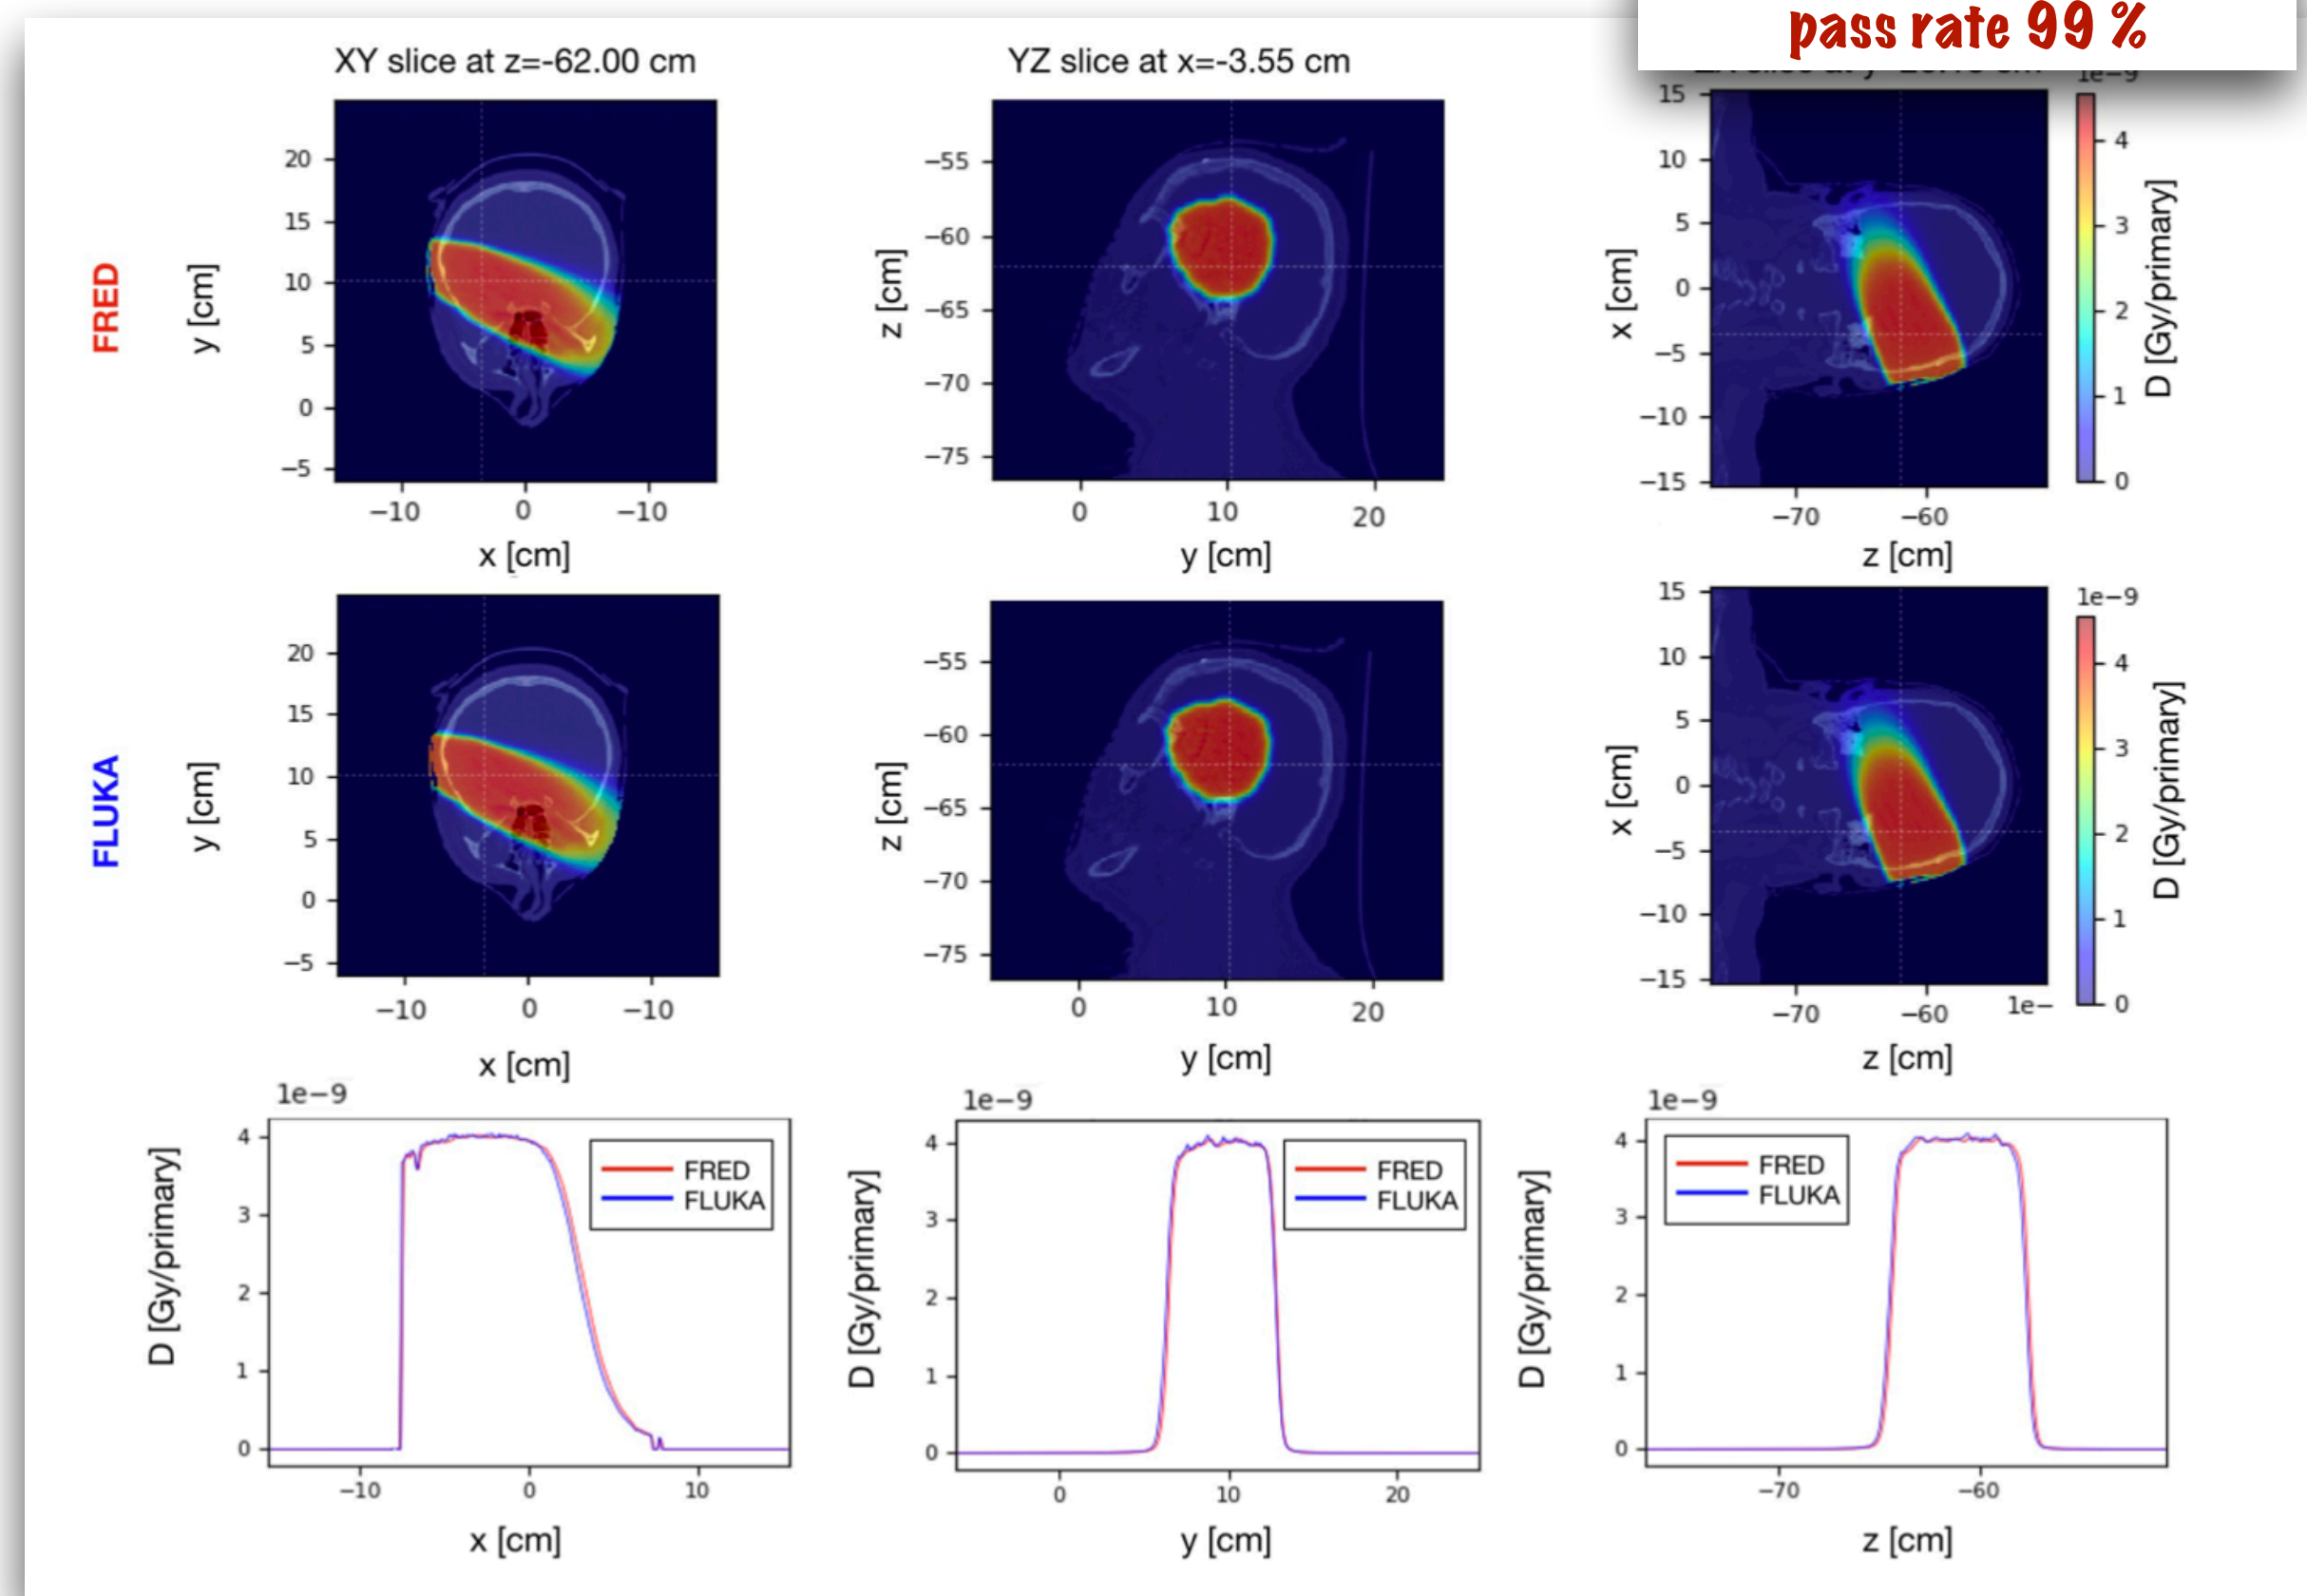 pass rate 99 %
XY slice at z=-62.00 cm
YZ slice at x=-3.55 cm
1e−9
FRED
y [cm]
20
15
10
5
0
−5
−10
0
−10
x [cm]
z [cm]
−55
−60
−65
−70
−75
0
10
20
y [cm]
x [cm]
15
10
5
0
−5
−10
−15
−70
−60
z [cm]
4
3
2
1
0
D [Gy/primary]
FLUKA
y [cm]
20
15
10
5
0
−5
−10
0
−10
x [cm]
z [cm]
−55
−60
−65
−70
−75
0
10
20
y [cm]
x [cm]
15
10
5
0
−5
−10
−15
−70
−60
1e−
z [cm]
1e−9
4
3
2
1
0
D [Gy/primary]
1e−9
D [Gy/primary]
4
3
2
1
0
FRED
FLUKA
−10
0
10
x [cm]
1e−9
D [Gy/primary]
4
3
2
1
0
FRED
FLUKA
0
10
20
y [cm]
1e−9
D [Gy/primary]
4
3
2
1
0
FRED
FLUKA
−70
−60
z [cm]